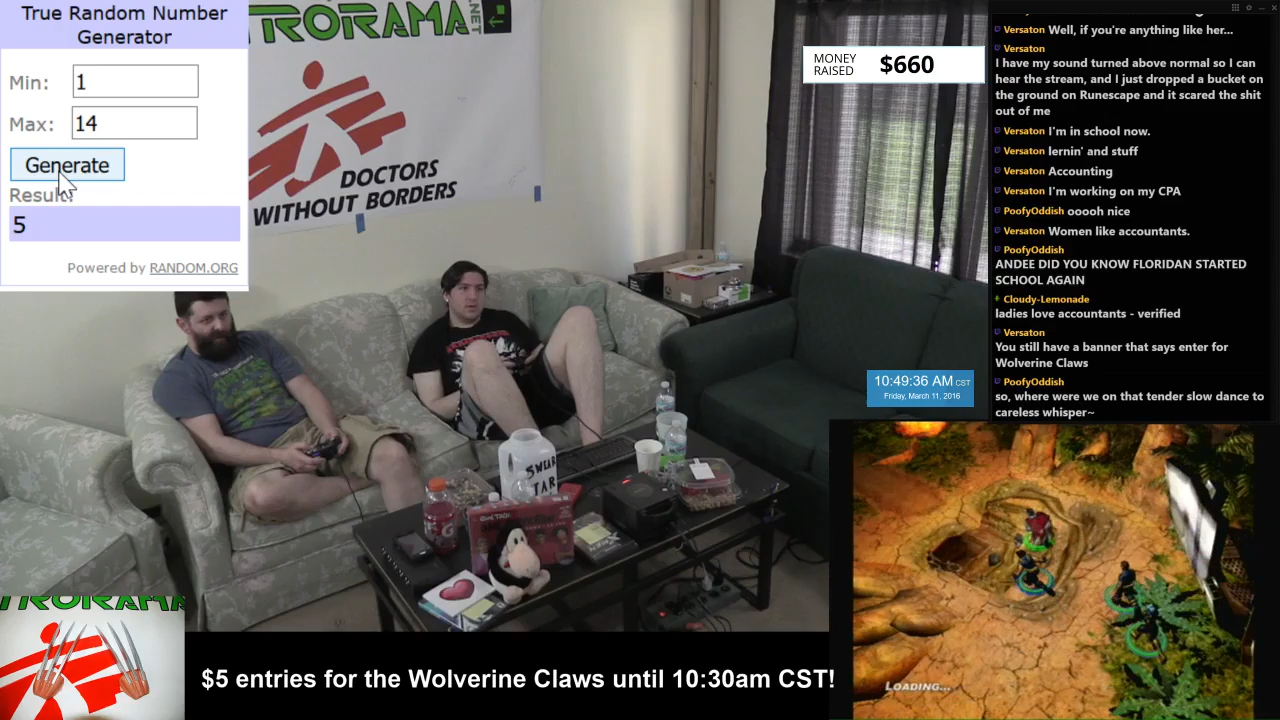 True Random Number
Generator
Min: 1
Max: 14
Generate
Result:
5
Powered by RANDOM.ORG
TRORAMA
.NET
DOCTORS
WITHOUT BORDERS
MONEY
RAISED
$660
10:49:36 AM CST
Friday, March 11, 2016
SWEAR
JAR
Versaton Well, if you're anything like her...
Versaton
I have my sound turned above normal so I can
hear the stream, and I just dropped a bucket on
the ground on Runescape and it scared the shit
out of me
Versaton I'm in school now.
Versaton lernin' and stuff
Versaton Accounting
Versaton I'm working on my CPA
PoofyOddish ooooh nice
Versaton Women like accountants.
PoofyOddish
ANDEE DID YOU KNOW FLORIDAN STARTED
SCHOOL AGAIN
Cloudy-Lemonade
ladies love accountants - verified
Versaton
You still have a banner that says enter for
Wolverine Claws
PoofyOddish
so, where were we on that tender slow dance to
careless whisper~
LOADING...
TRORAMA
$5 entries for the Wolverine Claws until 10:30am CST!